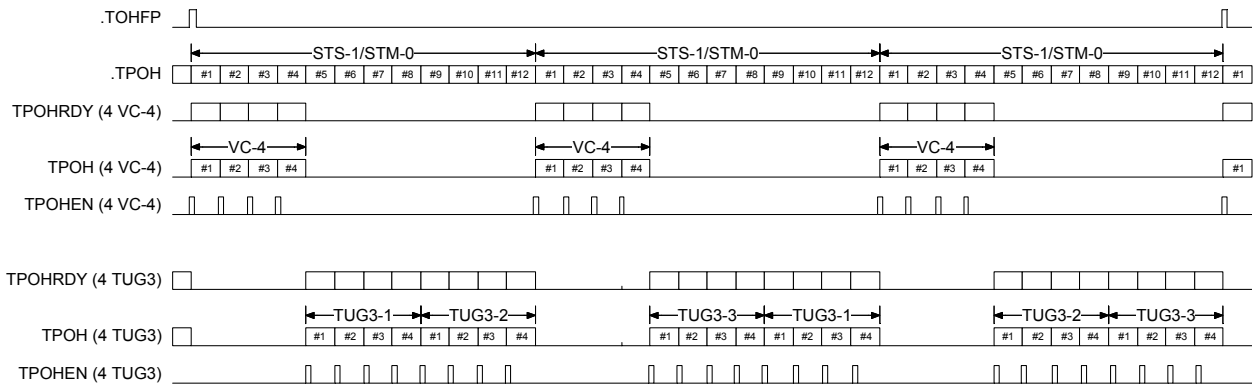 .TOHFP
STS-1/STM-0 STS-1/STM-0 STS-1/STM-0
.TPOH #1 #2 #3 #4 #5 #6 #7 #8 #9 #10 #11 #12 #1 #2 #3 #4 #5 #6 #7 #8 #9 #10 #11 #12 #1 #2 #3 #4 #5 #6 #7 #8 #9 #10 #11 #12 #1
TPOHRDY (4 VC-4)
VC-4 VC-4 VC-4
TPOH (4 VC-4) #1 #2 #3 #4 #1 #2 #3 #4 #1 #2 #3 #4 #1
TPOHEN (4 VC-4)
TPOHRDY (4 TUG3)
TUG3-1 TUG3-2 TUG3-3 TUG3-1 TUG3-2 TUG3-3
TPOH (4 TUG3) #1 #2 #3 #4 #1 #2 #3 #4 #1 #2 #3 #4 #1 #2 #3 #4 #1 #2 #3 #4 #1 #2 #3 #4
TPOHEN (4 TUG3)